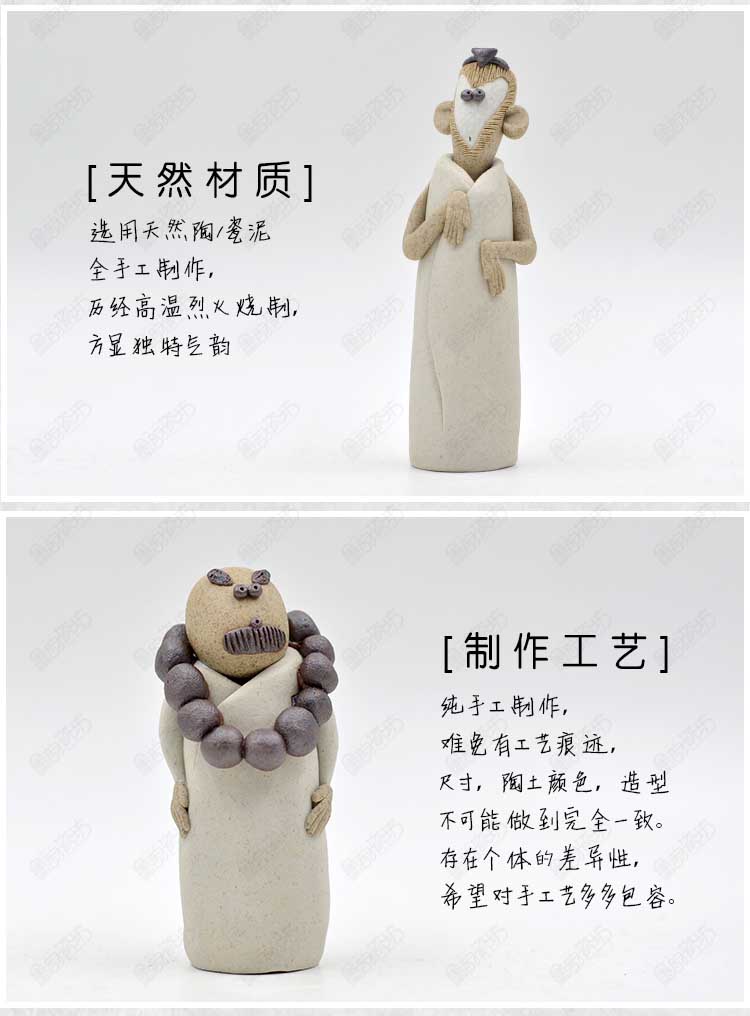 [天然材质]
选用天然陶/瓷泥
全手工制作,
历经高温烈火烧制,
方显独特气韵
[制作工艺]
纯手工制作,
难免有工艺痕迹,
尺寸, 陶土颜色, 造型
不可能做到完全一致。
存在个体的差异性,
希望对手工艺多多包容。